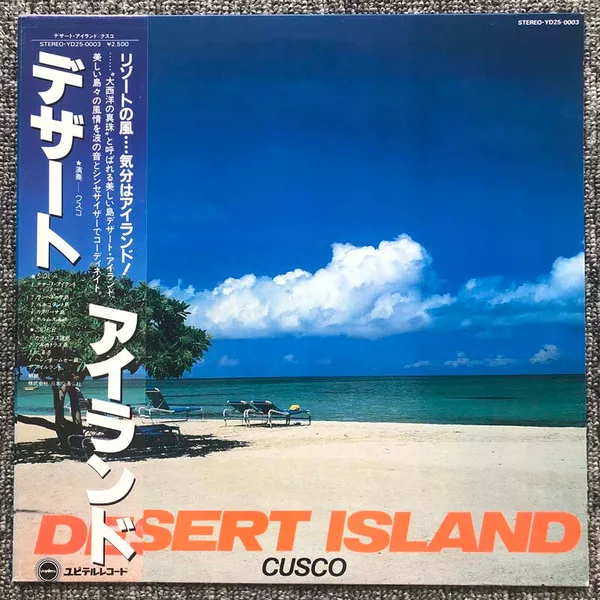 STEREO-YD25-0003
デザート・アイランド/クスコ
STEREO-YD25-0003 ¥2,500
デザート
アイランド
★演奏——クスコ
リゾートの風‥‥気分はアイランド!
……"大西洋の真珠"と呼ばれる美しい島デザート・アイランド
美しい島々の風情を波の音とシンセサイザーでコーディネイト
DESERT ISLAND
CUSCO
ユピテルレコード